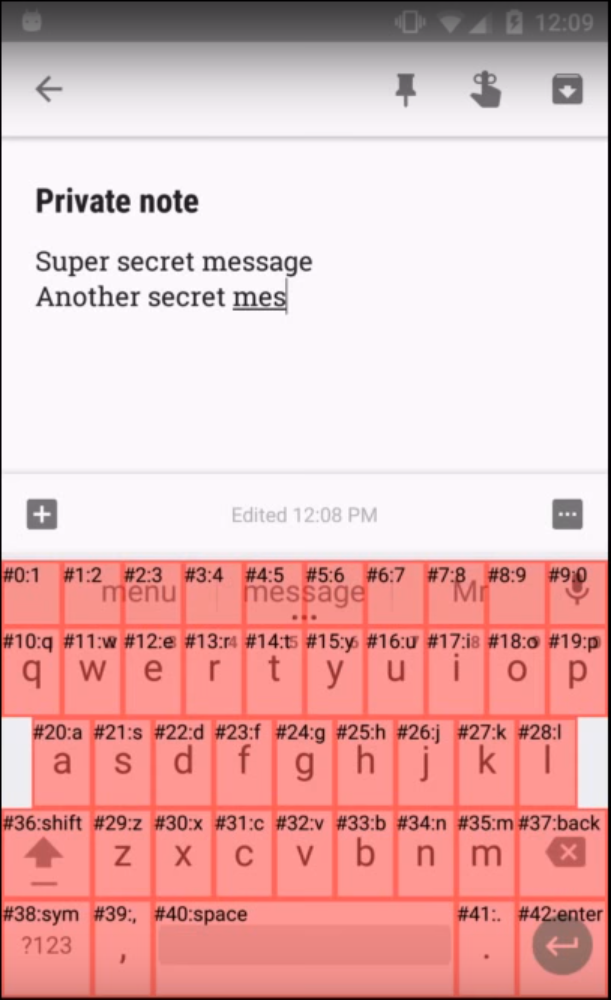 12:09
Private note
Super secret message
Another secret mes
Edited 12:08 PM
#0:1 #1:2 #2:3 #3:4 #4:5 #5:6 #6:7 #7:8 #8:9 #9:0
menu message Mr
#10:q #11:w #12:e #13:r #14:t #15:y #16:u #17:i #18:o #19:p
q w e r t y u i o p
#20:a #21:s #22:d #23:f #24:g #25:h #26:j #27:k #28:l
a s d f g h j k l
#36:shift #29:z #30:x #31:c #32:v #33:b #34:n #35:m #37:back
z x c v b n m
#38:sym #39:, #40:space #41:. #42:enter
?123 , .